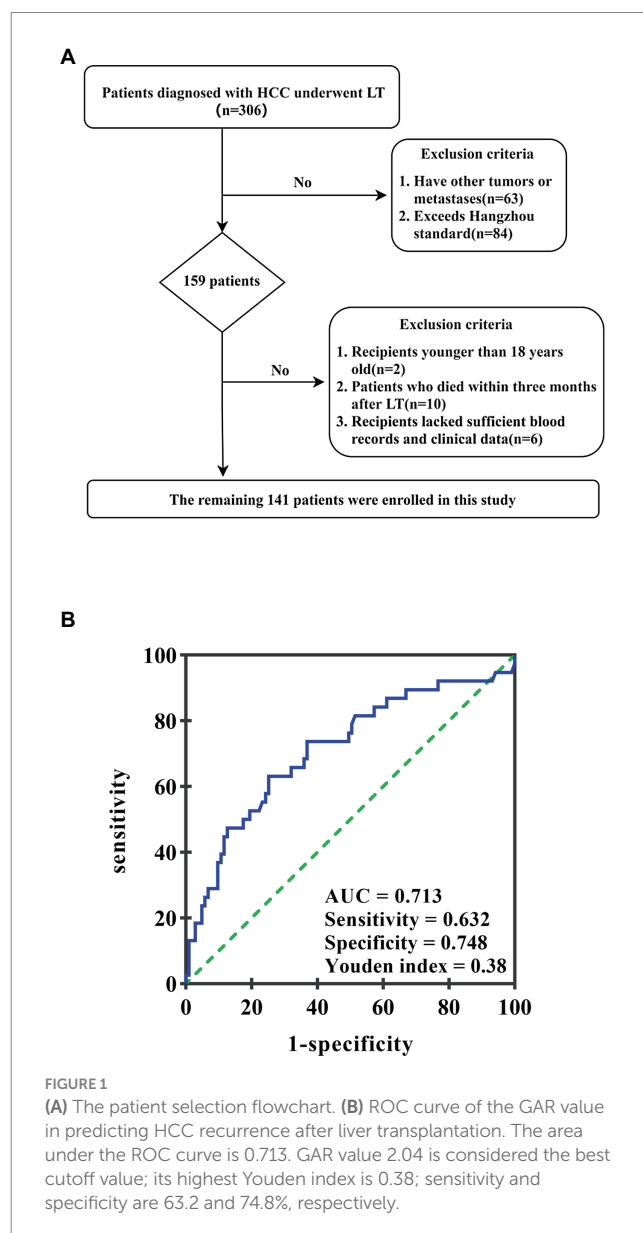 A
Patients diagnosed with HCC underwent LT
(n=306)
No
Exclusion criteria
1. Have other tumors or
metastases(n=63)
2. Exceeds Hangzhou
standard(n=84)
159 patients
No
Exclusion criteria
1. Recipients younger than 18 years
old(n=2)
2. Patients who died within three months
after LT(n=10)
3. Recipients lacked sufficient blood
records and clinical data(n=6)
The remaining 141 patients were enrolled in this study
B
sensitivity
100
80
60
40
20
0
AUC = 0.713
Sensitivity = 0.632
Specificity = 0.748
Youden index = 0.38
0 20 40 60 80 100
1-specificity
FIGURE 1
(A) The patient selection flowchart. (B) ROC curve of the GAR value
in predicting HCC recurrence after liver transplantation. The area
under the ROC curve is 0.713. GAR value 2.04 is considered the best
cutoff value; its highest Youden index is 0.38; sensitivity and
specificity are 63.2 and 74.8%, respectively.